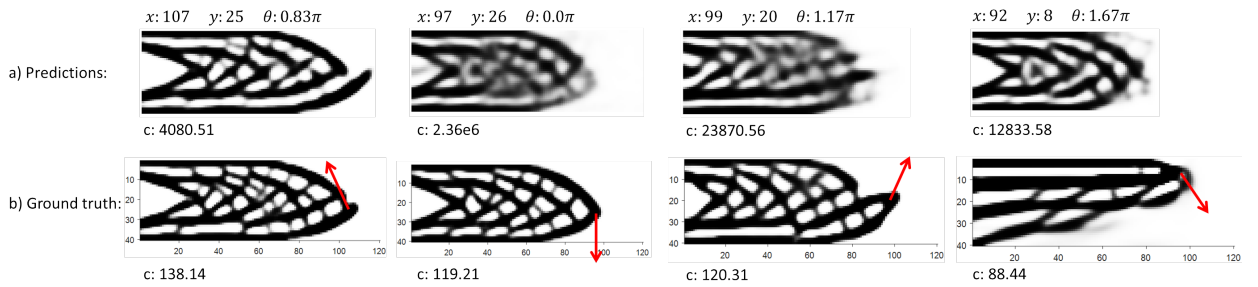 x: 107 y: 25 θ: 0.83π x: 97 y: 26 θ: 0.0π x: 99 y: 20 θ: 1.17π x: 92 y: 8 θ: 1.67π
a) Predictions:
c: 4080.51 c: 2.36e6 c: 23870.56 c: 12833.58
b) Ground truth:
10 10 10 10
20 20 20 20
30 30 30 30
40 40 40 40
20 40 60 80 100 120 20 40 60 80 100 120 20 40 60 80 100 120 20 40 60 80 100 120
c: 138.14 c: 119.21 c: 120.31 c: 88.44